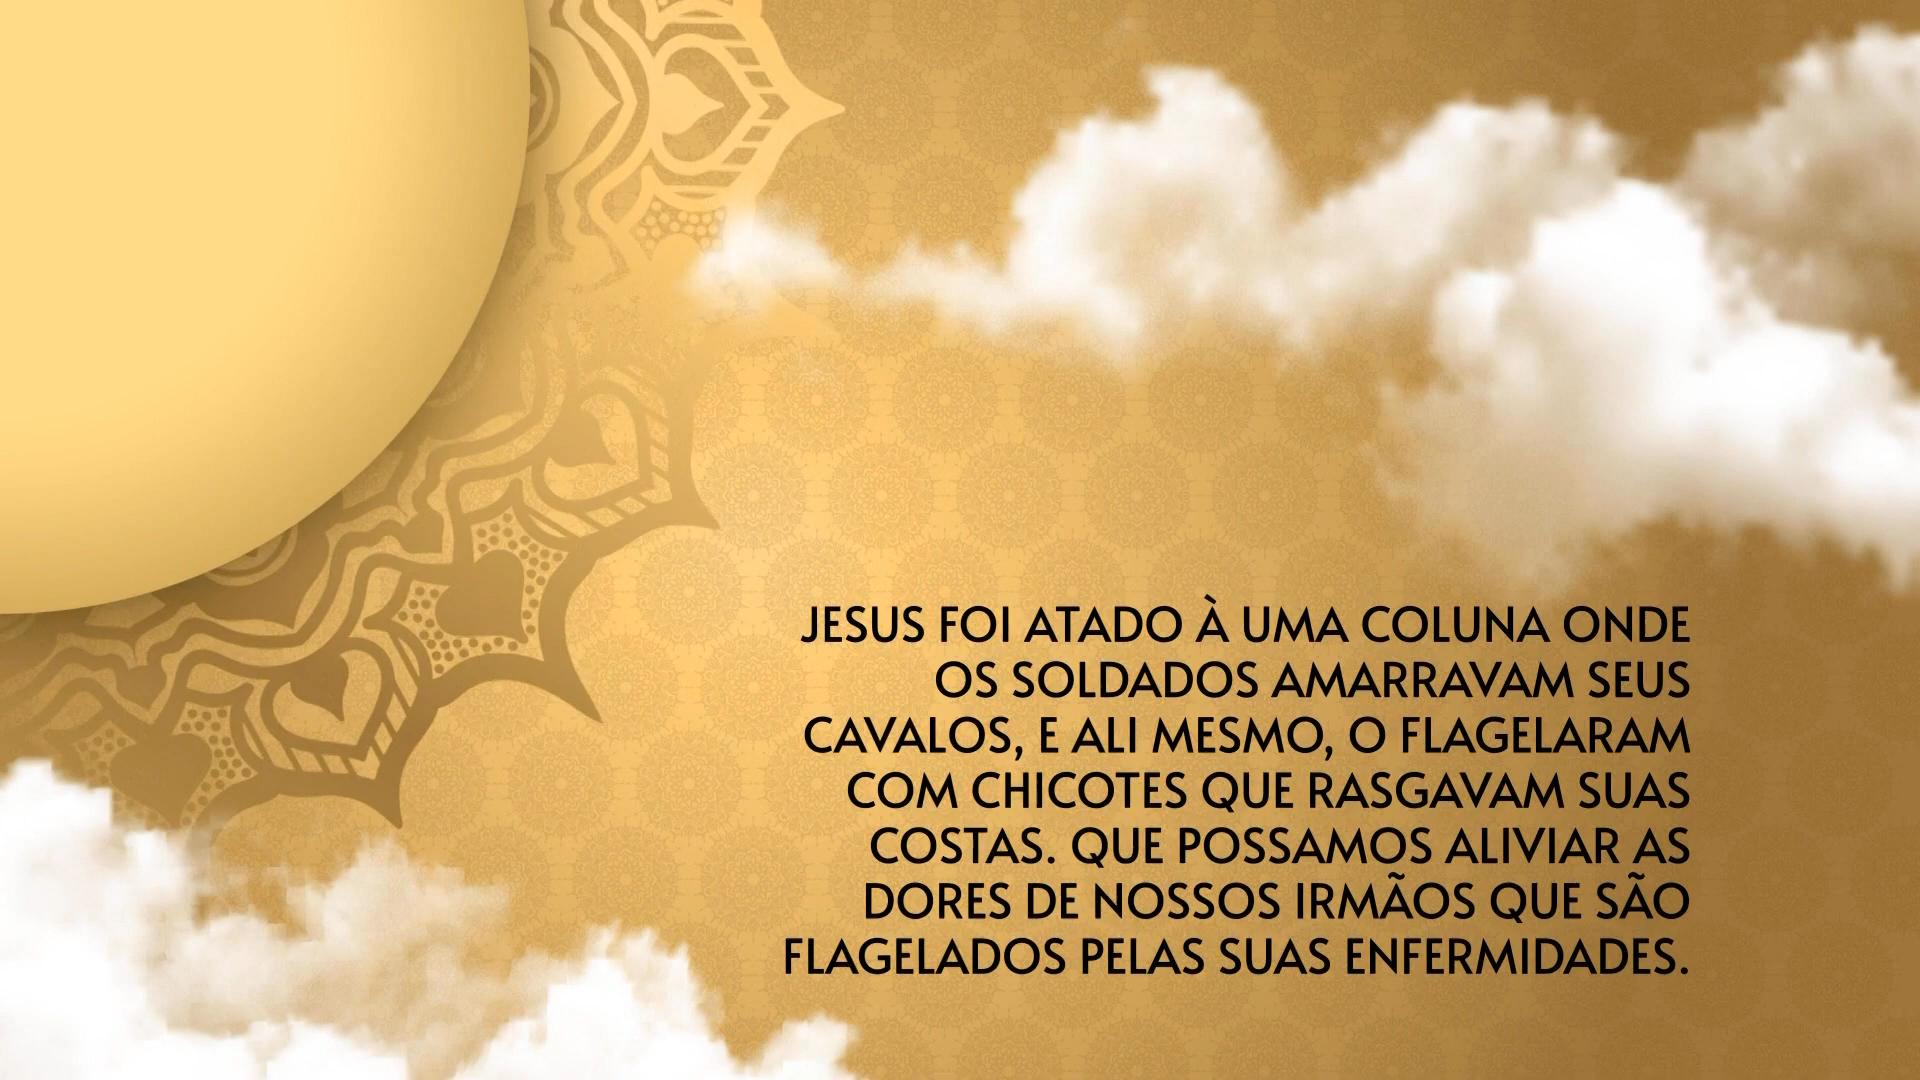 JESUS FOI ATADO À UMA COLUNA ONDE
OS SOLDADOS AMARRAVAM SEUS
CAVALOS, E ALI MESMO, O FLAGELARAM
COM CHICOTES QUE RASGAVAM SUAS
COSTAS. QUE POSSAMOS ALIVIAR AS
DORES DE NOSSOS IRMÃOS QUE SÃO
FLAGELADOS PELAS SUAS ENFERMIDADES.